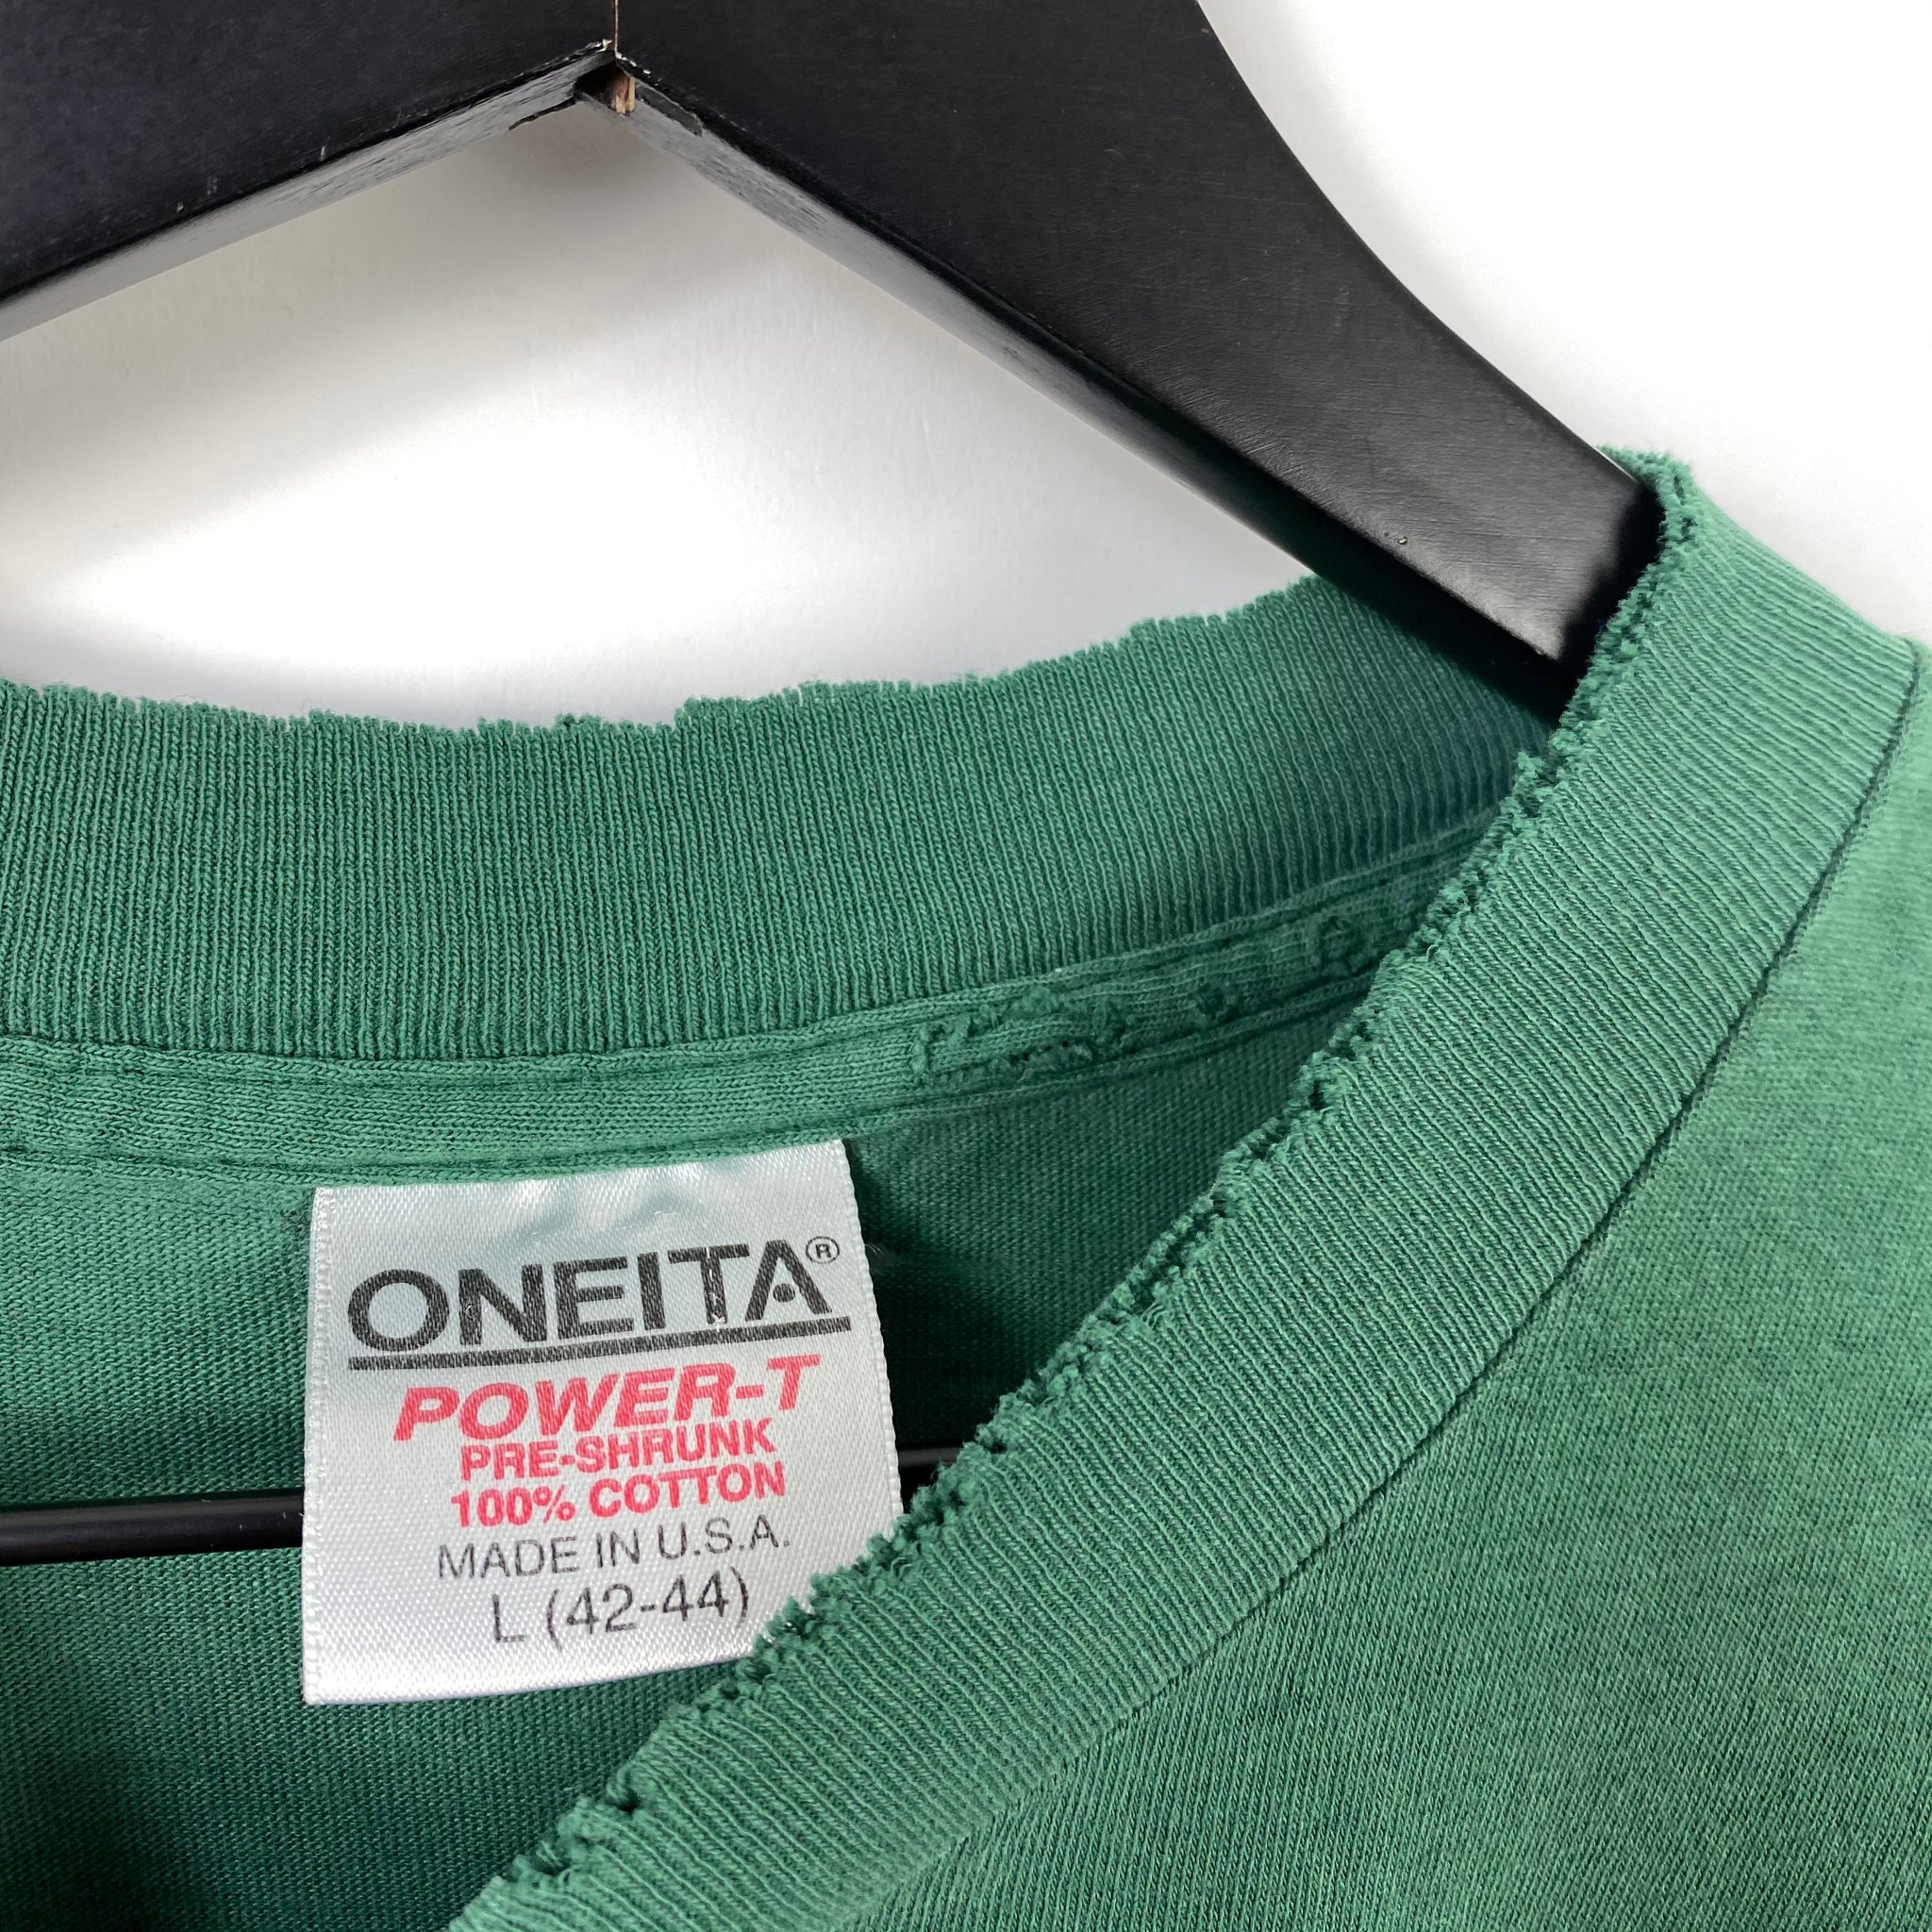 ONEITA®
POWER-T
PRE-SHRUNK
100% COTTON
MADE IN U.S.A.
L (42-44)